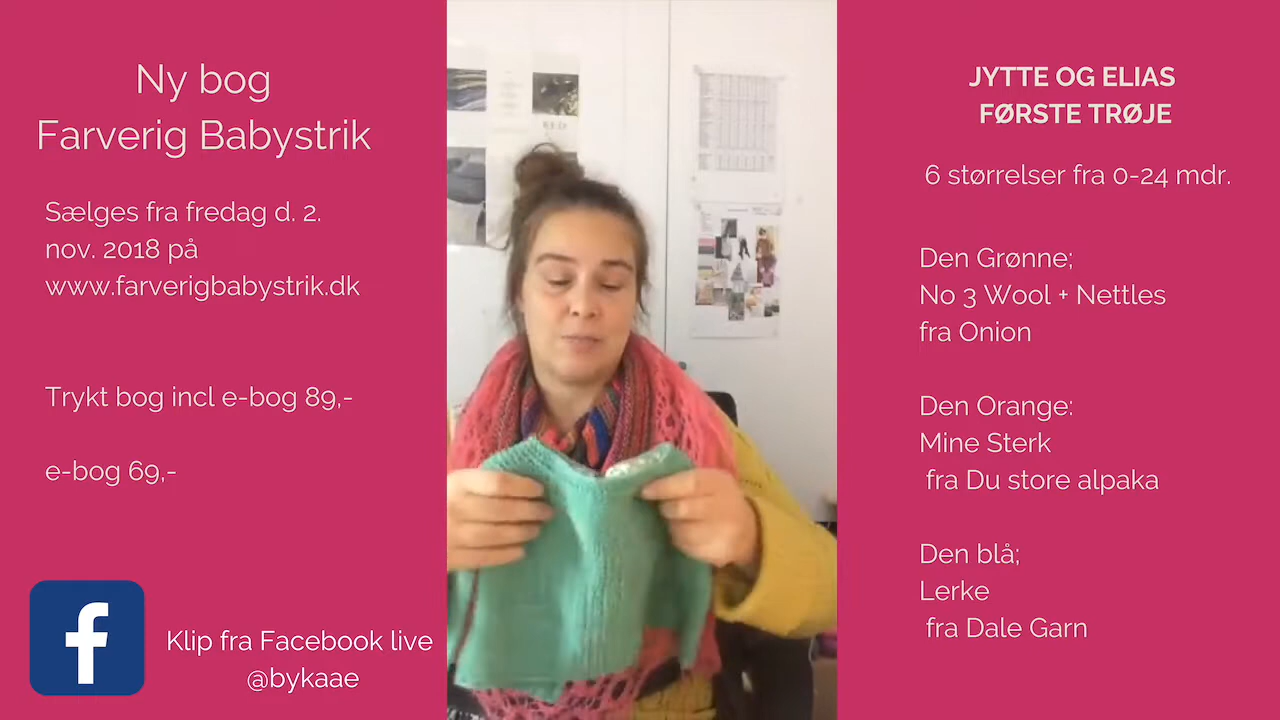 Ny bog
Farverig Babystrik
Sælges fra fredag d. 2.
nov. 2018 på
www.farverigbabystrik.dk
Trykt bog incl e-bog 89,-
e-bog 69,-
Klip fra Facebook live
@bykaae
JYTTE OG ELIAS
FØRSTE TRØJE
6 størrelser fra 0-24 mdr.
Den Grønne;
No 3 Wool + Nettles
fra Onion
Den Orange:
Mine Sterk
fra Du store alpaka
Den blå;
Lerke
fra Dale Garn